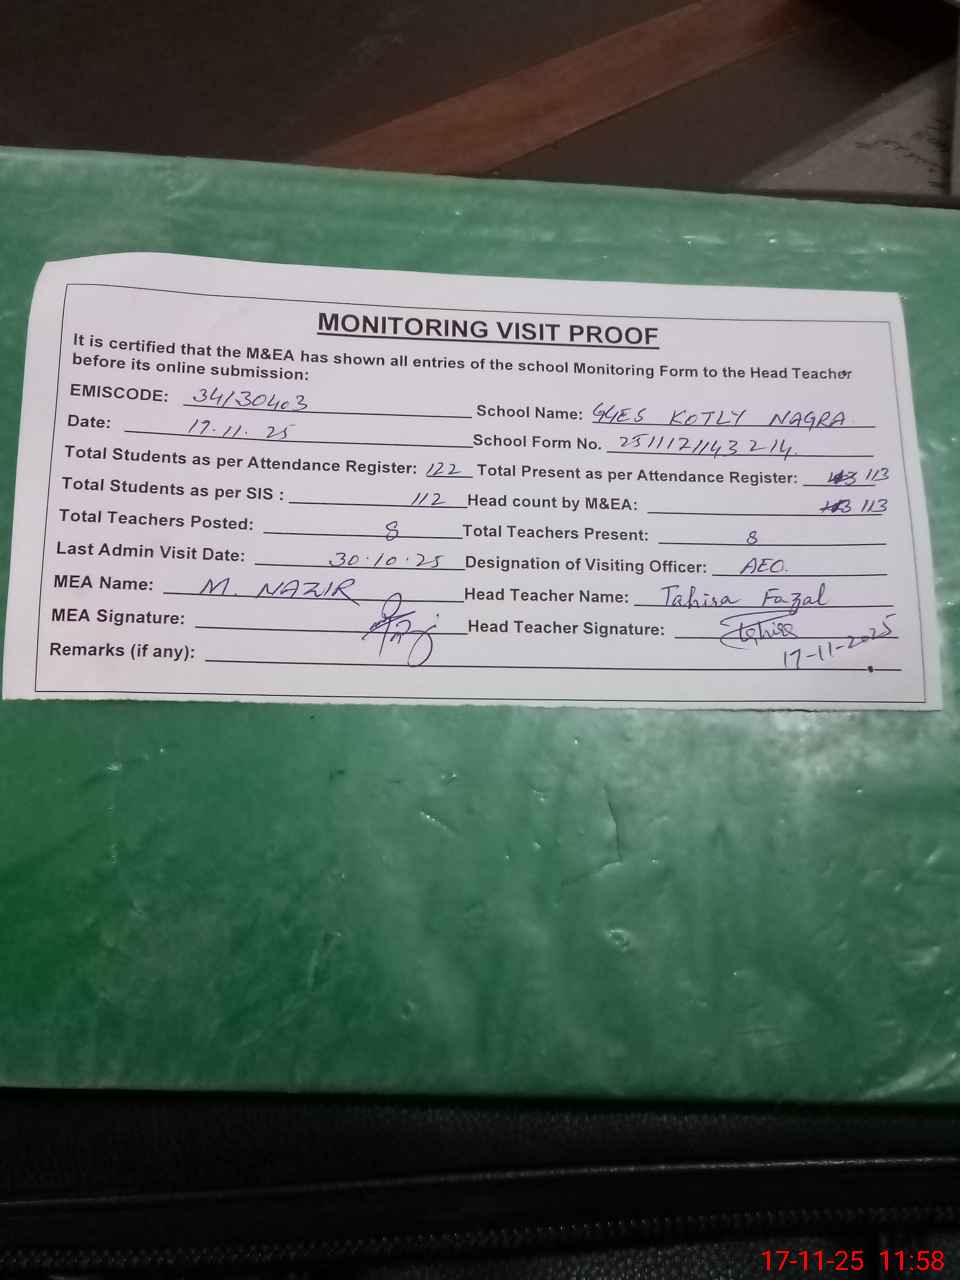 MONITORING VISIT PROOF
It is certified that the M&EA has shown all entries of the school Monitoring Form to the Head Teacher
before its online submission:
EMISCODE: 34130403 School Name: GGES KOTLY NAGRA
Date: 17.11.25 School Form No. 2511121143214
Total Students as per Attendance Register: 122 Total Present as per Attendance Register: 113
Total Students as per SIS : 112 Head count by M&EA: 113
Total Teachers Posted: 8 Total Teachers Present: 8
Last Admin Visit Date: 30.10.25 Designation of Visiting Officer: AEO.
MEA Name: M. NAZIR Head Teacher Name: Tahira Fazal
MEA Signature: Head Teacher Signature: Tahira
17-11-2025
Remarks (if any):
17-11-25 11:58